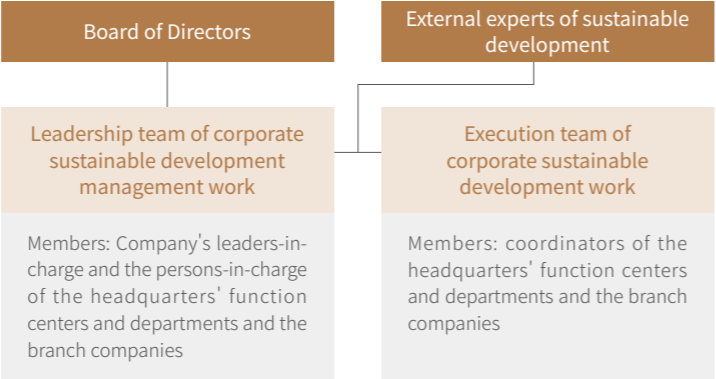 Board of Directors
External experts of sustainable
development
Leadership team of corporate
sustainable development
management work
Execution team of
corporate sustainable
development work
Members: Company's leaders-in-
charge and the persons-in-charge
of the headquarters' function
centers and departments and the
branch companies
Members: coordinators of the
headquarters' function centers
and departments and the branch
companies